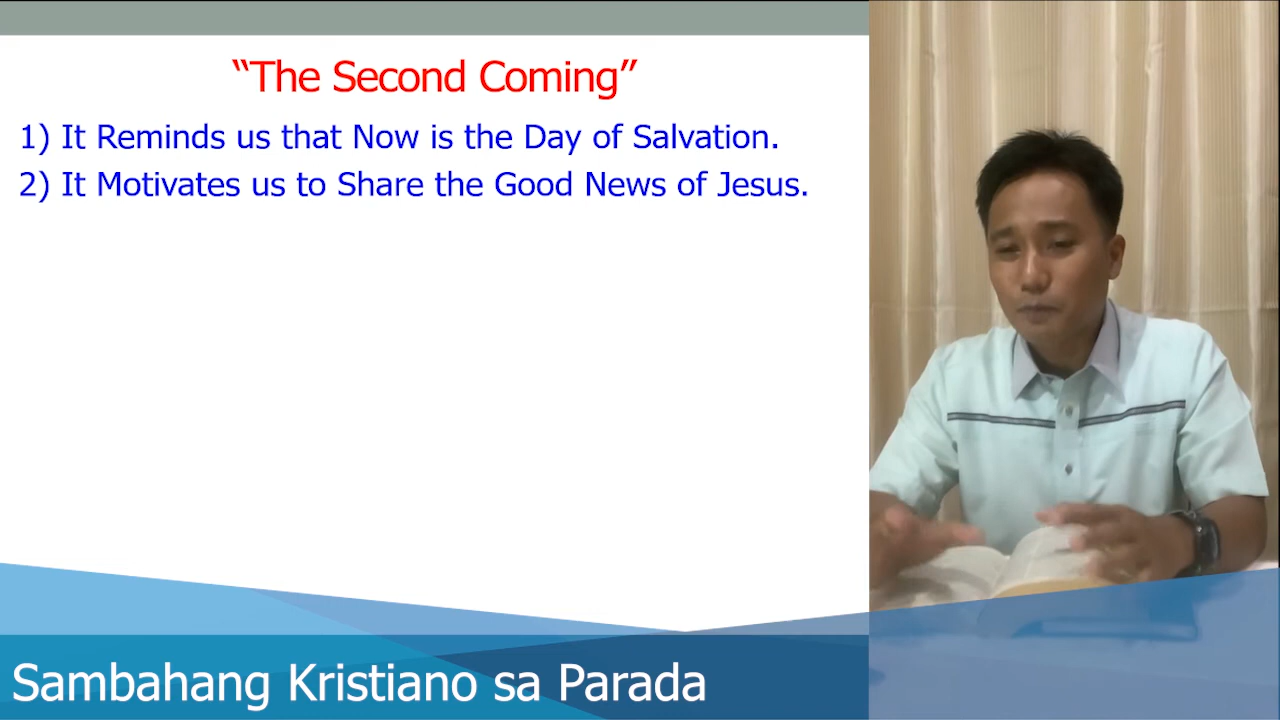 “The Second Coming”
1) It Reminds us that Now is the Day of Salvation.
2) It Motivates us to Share the Good News of Jesus.
Sambahang Kristiano sa Parada